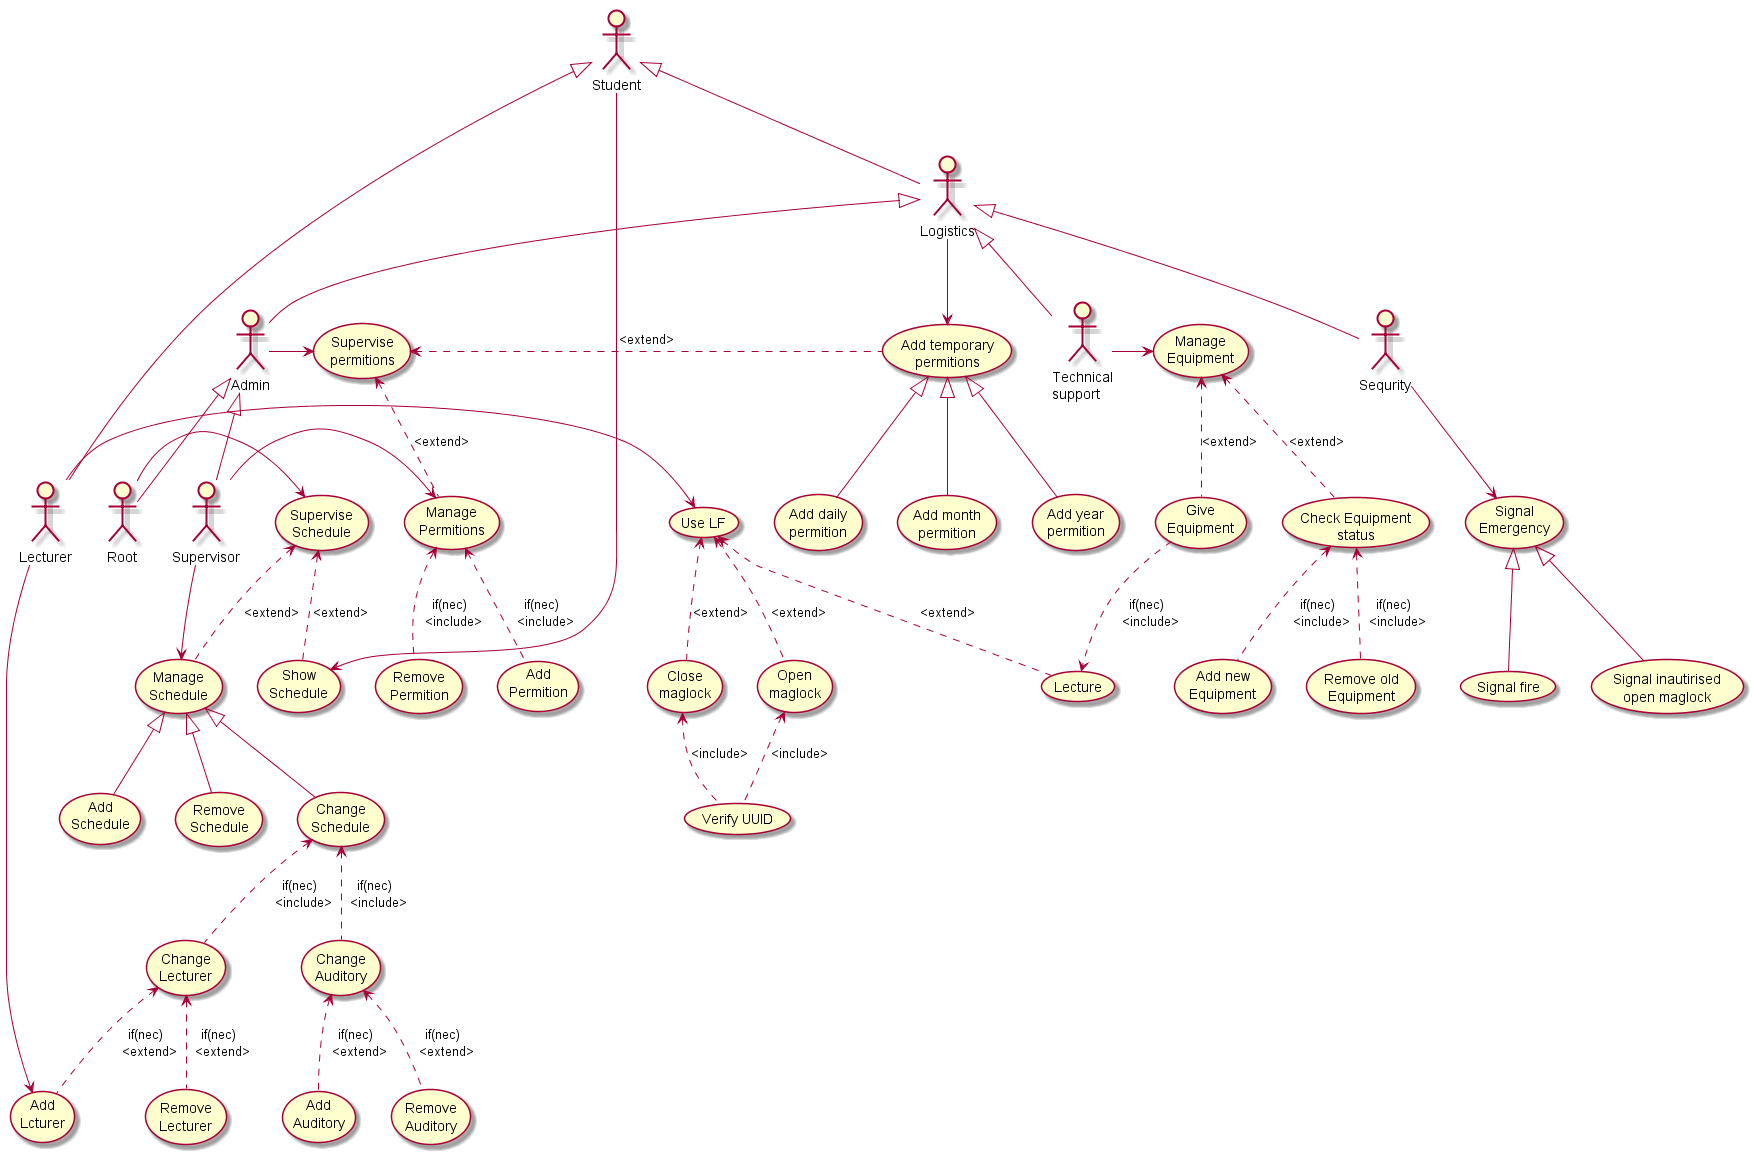 Student
Logistics
<extend>
Supervise
permitions
Add temporary
permitions
Manage
Equipment
Admin
Technical
support
Sequrity
<extend>
<extend>
<extend>
Lecturer
Root
Supervisor
Supervise
Schedule
Manage
Permitions
Use LF
Add daily
permition
Add month
permition
Add year
permition
Give
Equipment
Check Equipment
status
Signal
Emergency
<extend>
<extend>
if(nec)
<include>
if(nec)
<include>
<extend>
<extend>
<extend>
if(nec)
<include>
if(nec)
<include>
if(nec)
<include>
Manage
Schedule
Show
Schedule
Remove
Permition
Add
Permition
Close
maglock
Open
maglock
Lecture
Add new
Equipment
Remove old
Equipment
Signal fire
Signal inautirised
open maglock
<include>
<include>
Add
Schedule
Remove
Schedule
Change
Schedule
Verify UUID
if(nec)
<include>
if(nec)
<include>
Change
Lecturer
Change
Auditory
if(nec)
<extend>
if(nec)
<extend>
if(nec)
<extend>
if(nec)
<extend>
Add
Lcturer
Remove
Lecturer
Add
Auditory
Remove
Auditory